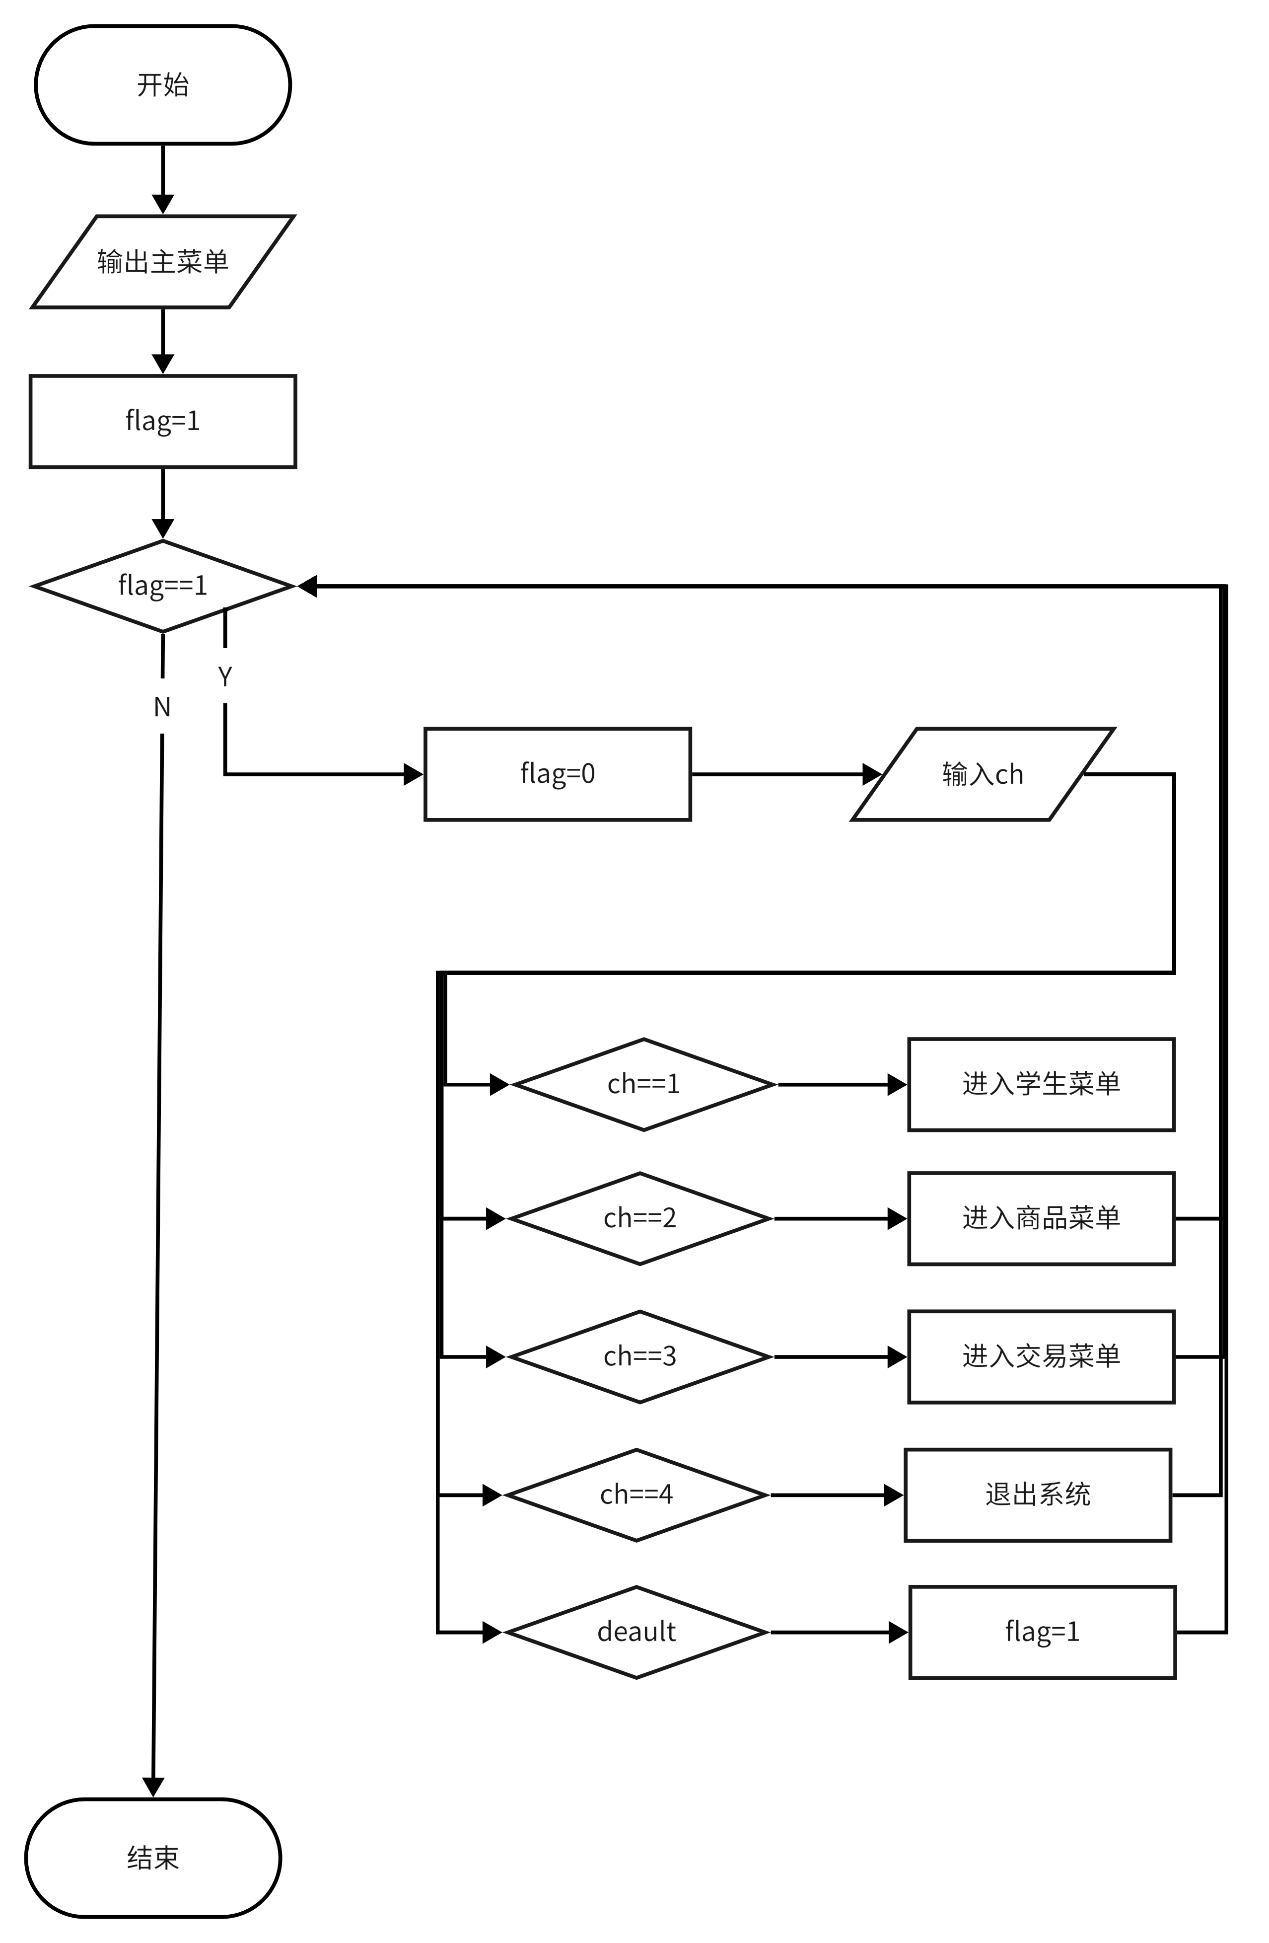 开始
输出主菜单
flag=1
flag==1
Y
N
flag=0
输入ch
ch==1
进入学生菜单
ch==2
进入商品菜单
ch==3
进入交易菜单
ch==4
退出系统
deault
flag=1
结束